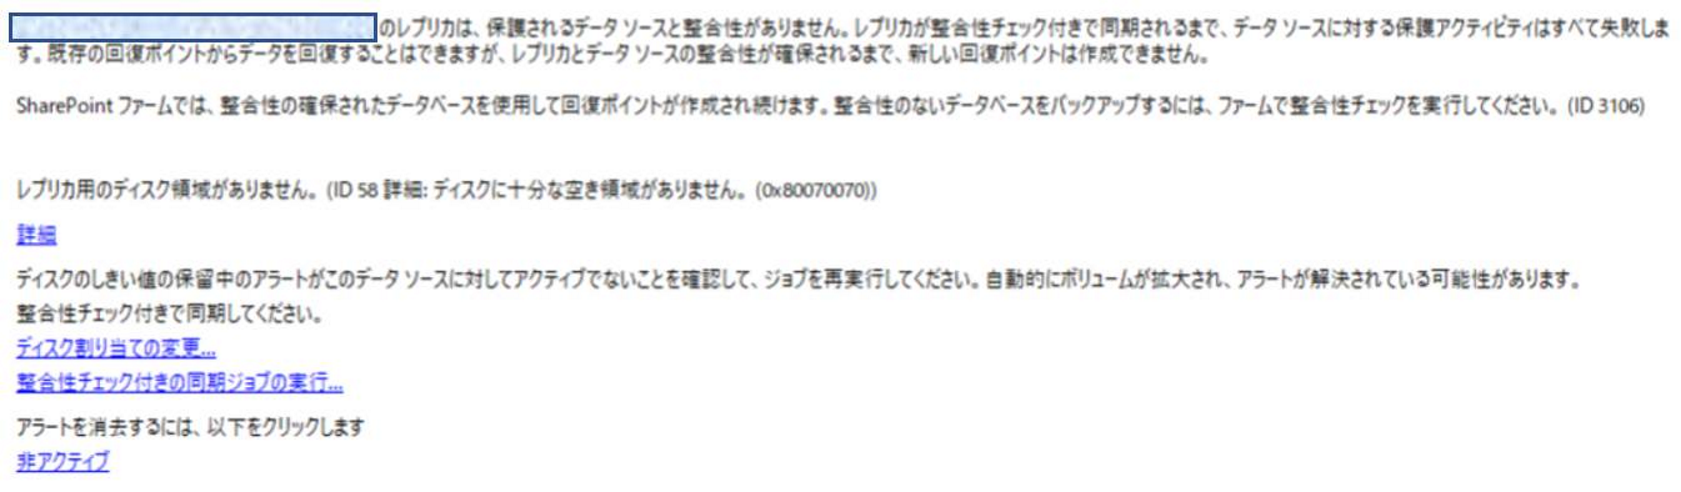 のレプリカは、保護されるデータ ソースと整合性がありません。レプリカが整合性チェック付きで同期されるまで、データ ソースに対する保護アクティビティはすべて失敗しま
す。既存の回復ポイントからデータを回復することはできますが、レプリカとデータ ソースの整合性が確保されるまで、新しい回復ポイントは作成できません。
SharePoint ファームでは、整合性の確保されたデータベースを使用して回復ポイントが作成され続けます。整合性のないデータベースをバックアップするには、ファームで整合性チェックを実行してください。(ID 3106)
レプリカ用のディスク領域がありません。(ID 58 詳細: ディスクに十分な空き領域がありません。(0x80070070))
詳細
ディスクのしきい値の保留中のアラートがこのデータ ソースに対してアクティブでないことを確認して、ジョブを再実行してください。自動的にボリュームが拡大され、アラートが解決されている可能性があります。
整合性チェック付きで同期してください。
ディスク割り当ての変更...
整合性チェック付きの同期ジョブの実行...
アラートを消去するには、以下をクリックします
非アクティブ